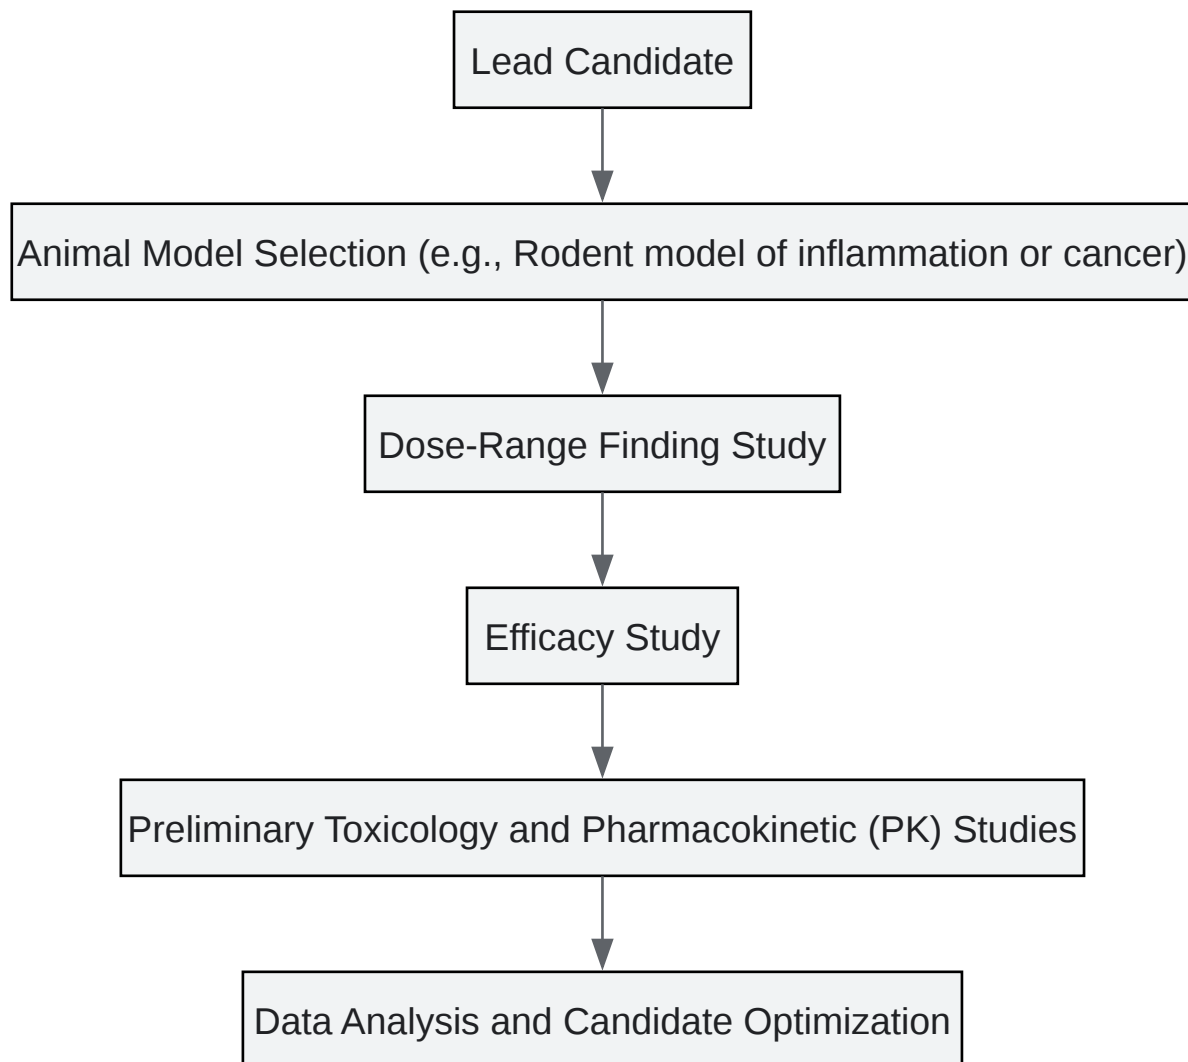 Lead Candidate
Animal Model Selection (e.g., Rodent model of inflammation or cancer)
Dose-Range Finding Study
Efficacy Study
Preliminary Toxicology and Pharmacokinetic (PK) Studies
Data Analysis and Candidate Optimization